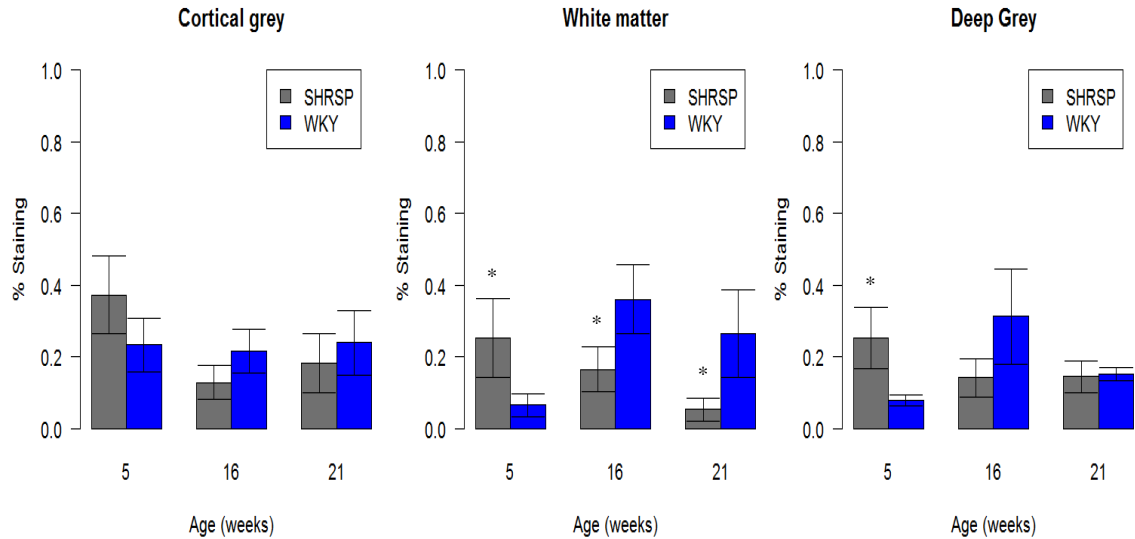 Cortical grey
% Staining
1.0
0.8
0.6
0.4
0.2
0.0
SHRSP
WKY
5 16 21
Age (weeks)
White matter
% Staining
1.0
0.8
0.6
0.4
0.2
0.0
SHRSP
WKY
*
*
*
5 16 21
Age (weeks)
Deep Grey
% Staining
1.0
0.8
0.6
0.4
0.2
0.0
SHRSP
WKY
*
5 16 21
Age (weeks)